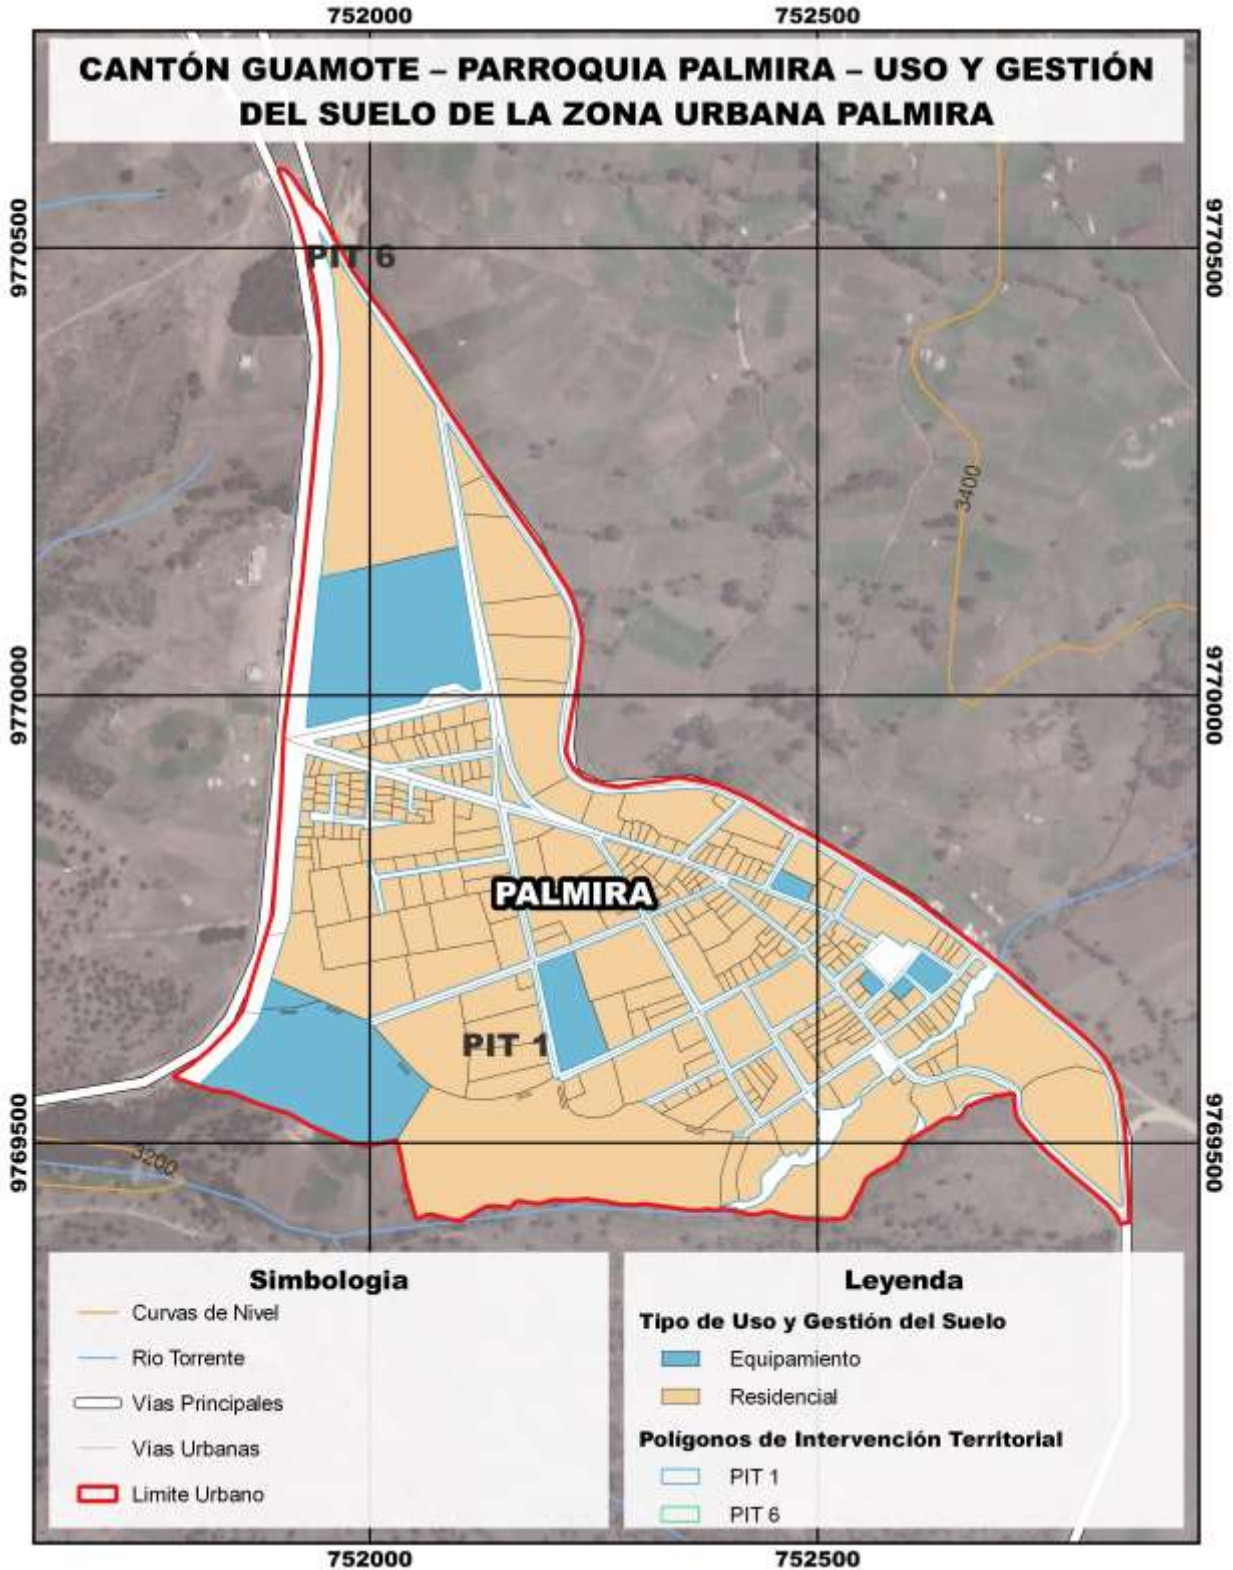 752000 752500
CANTÓN GUAMOTE – PARROQUIA PALMIRA – USO Y GESTIÓN
DEL SUELO DE LA ZONA URBANA PALMIRA
9770500 9770500
PIT 6
3400
9770000 9770000
PALMIRA
PIT 1
9769500 9769500
3200
Simbologia
Curvas de Nivel
Rio Torrente
Vias Principales
Vias Urbanas
Limite Urbano
Leyenda
Tipo de Uso y Gestión del Suelo
Equipamiento
Residencial
Polígonos de Intervención Territorial
PIT 1
PIT 6
752000 752500